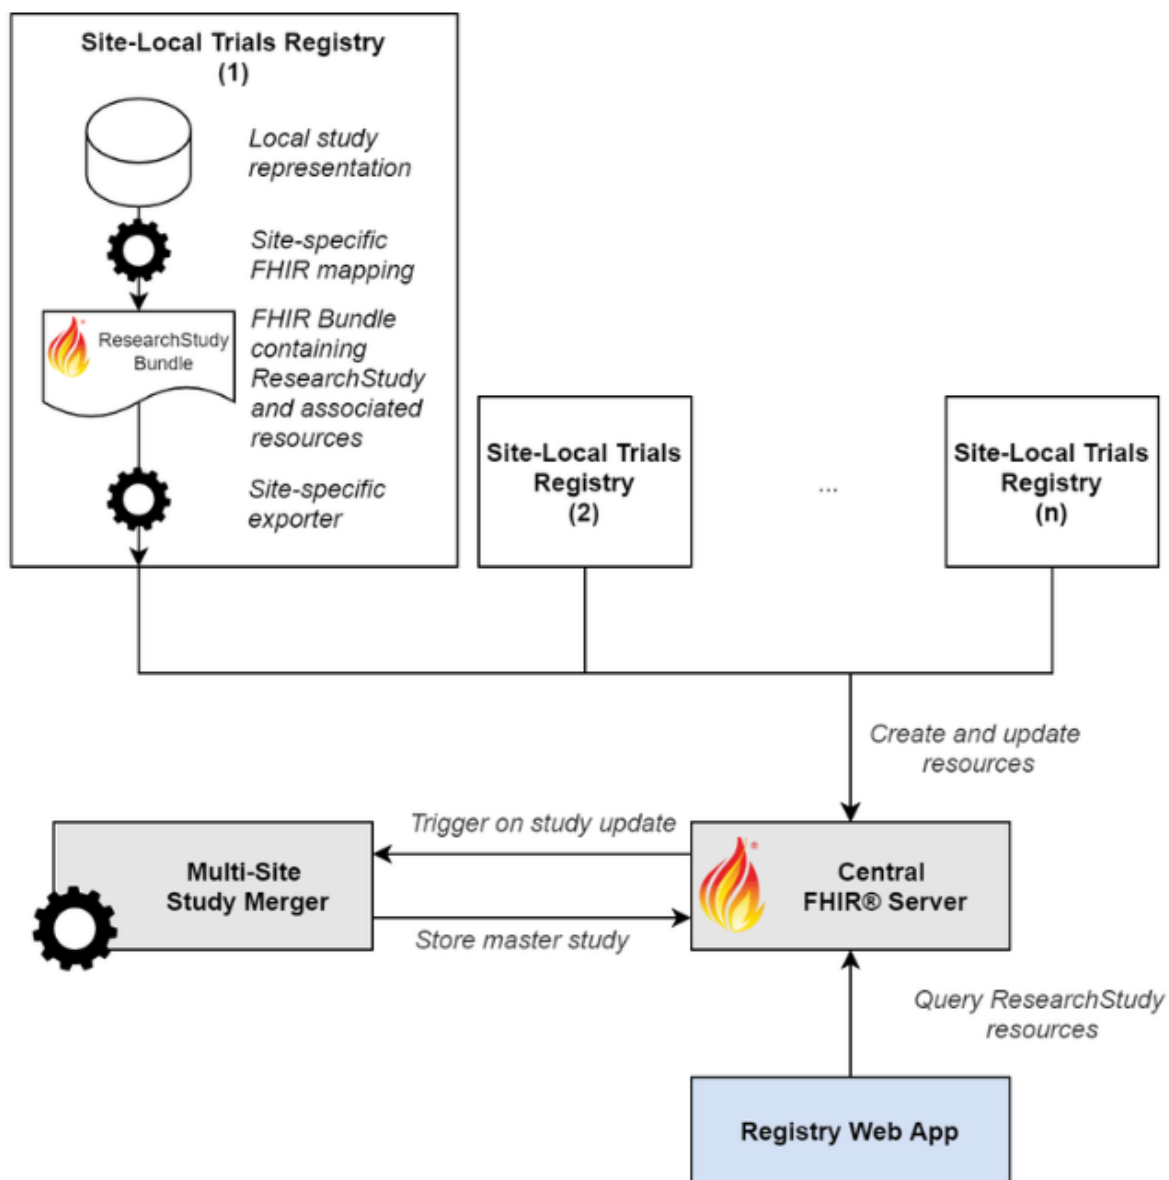 Site-Local Trials Registry
(1)
Local study
representation
Site-specific
FHIR mapping
ResearchStudy
Bundle
FHIR Bundle
containing
ResearchStudy
and associated
resources
Site-specific
exporter
Site-Local Trials
Registry
(2)
...
Site-Local Trials
Registry
(n)
Create and update
resources
Trigger on study update
Multi-Site
Study Merger
Store master study
®
Central
FHIR® Server
Query ResearchStudy
resources
Registry Web App